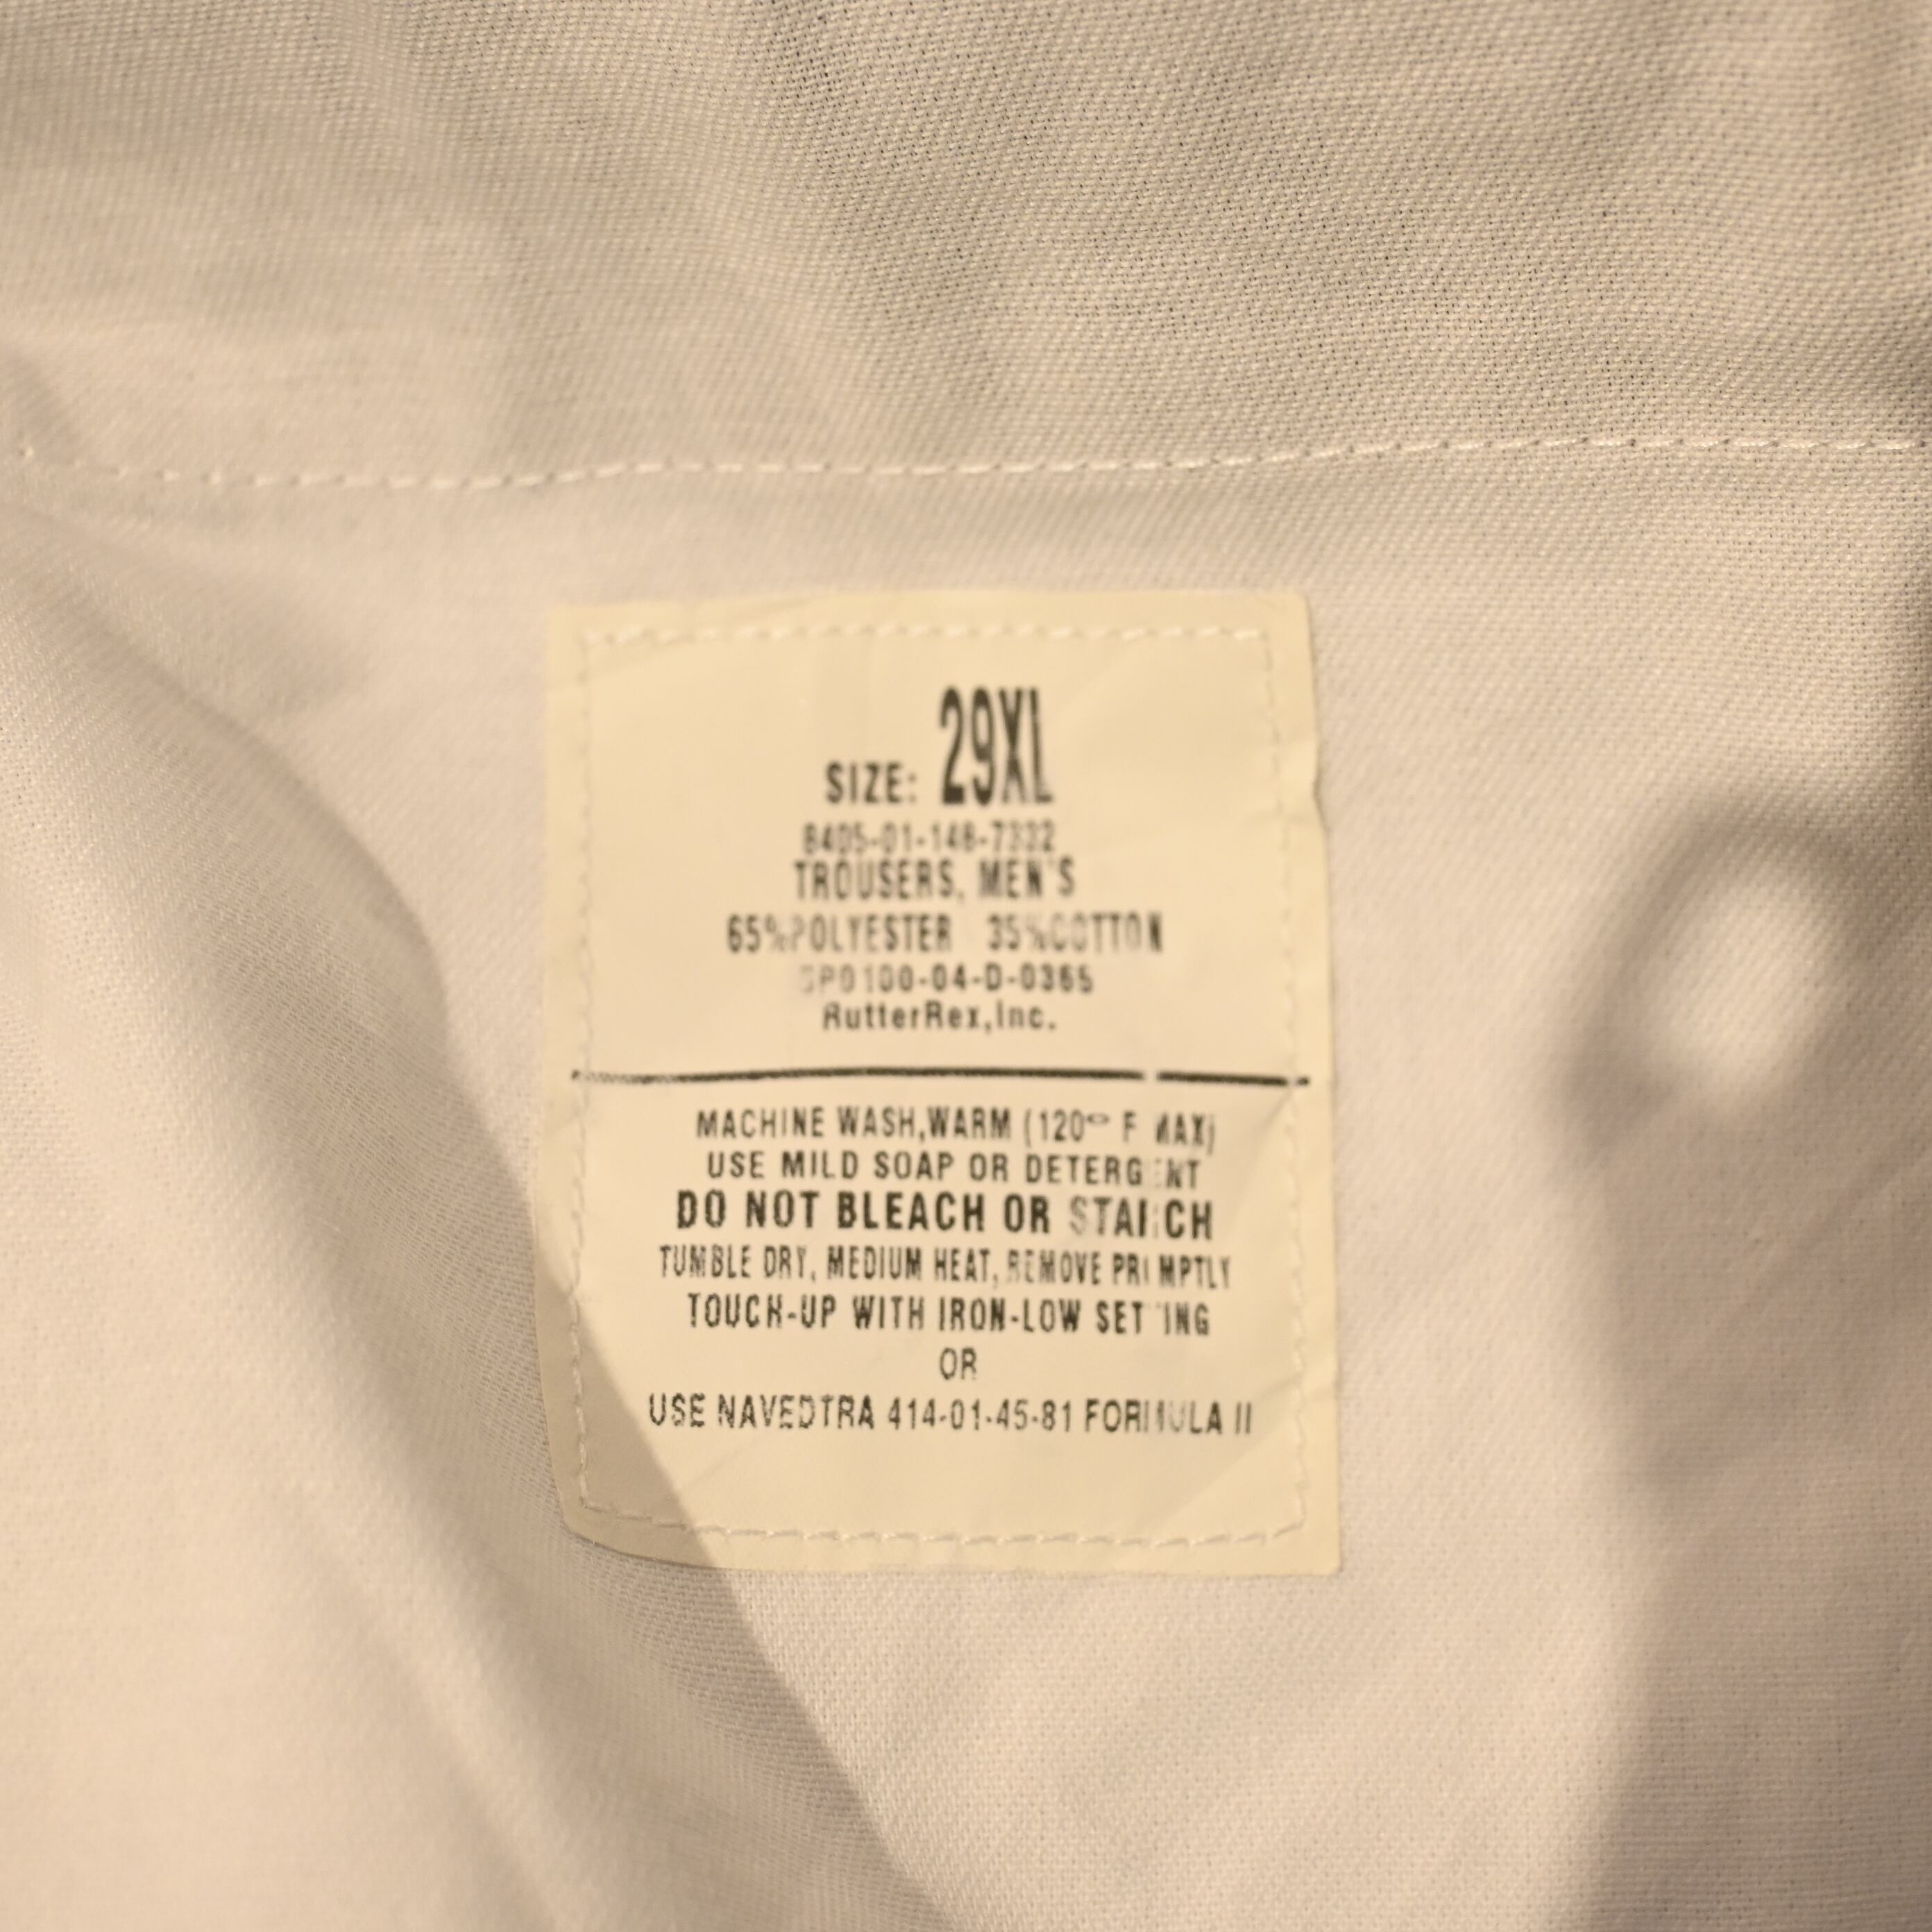 SIZE: 29XL
8405-01-148-7332
TROUSERS, MEN'S
65%POLYESTER 35%COTTON
SP0100-04-D-0365
RutterRex,Inc.
MACHINE WASH,WARM (120° F MAX)
USE MILD SOAP OR DETERGENT
DO NOT BLEACH OR STARCH
TUMBLE DRY, MEDIUM HEAT, REMOVE PROMPTLY
TOUCH-UP WITH IRON-LOW SETTING
OR
USE NAVEDTRA 414-01-45-81 FORMULA II